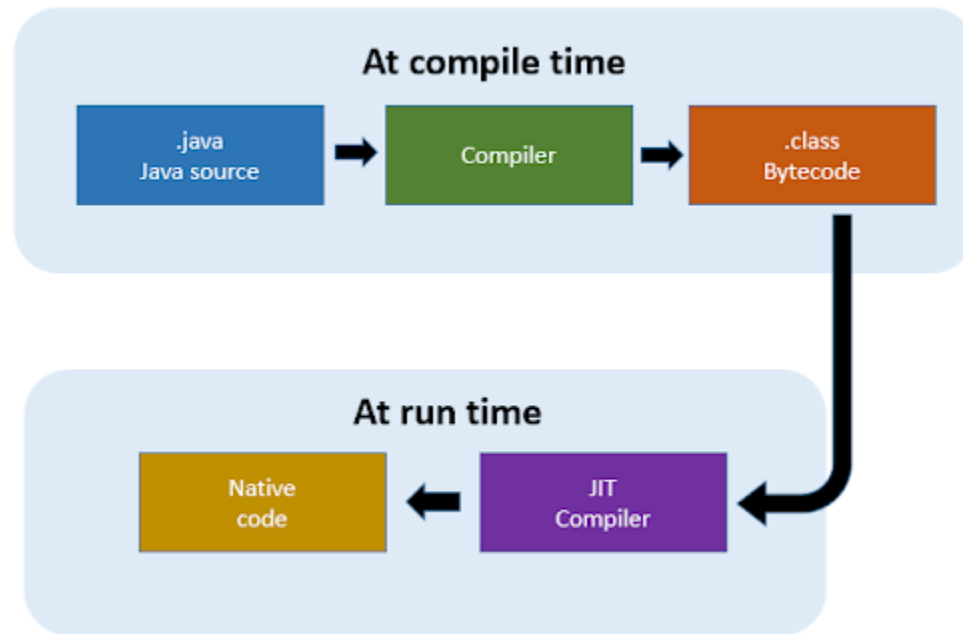 At compile time
.java
Java source
Compiler
.class
Bytecode
At run time
Native
code
JIT
Compiler